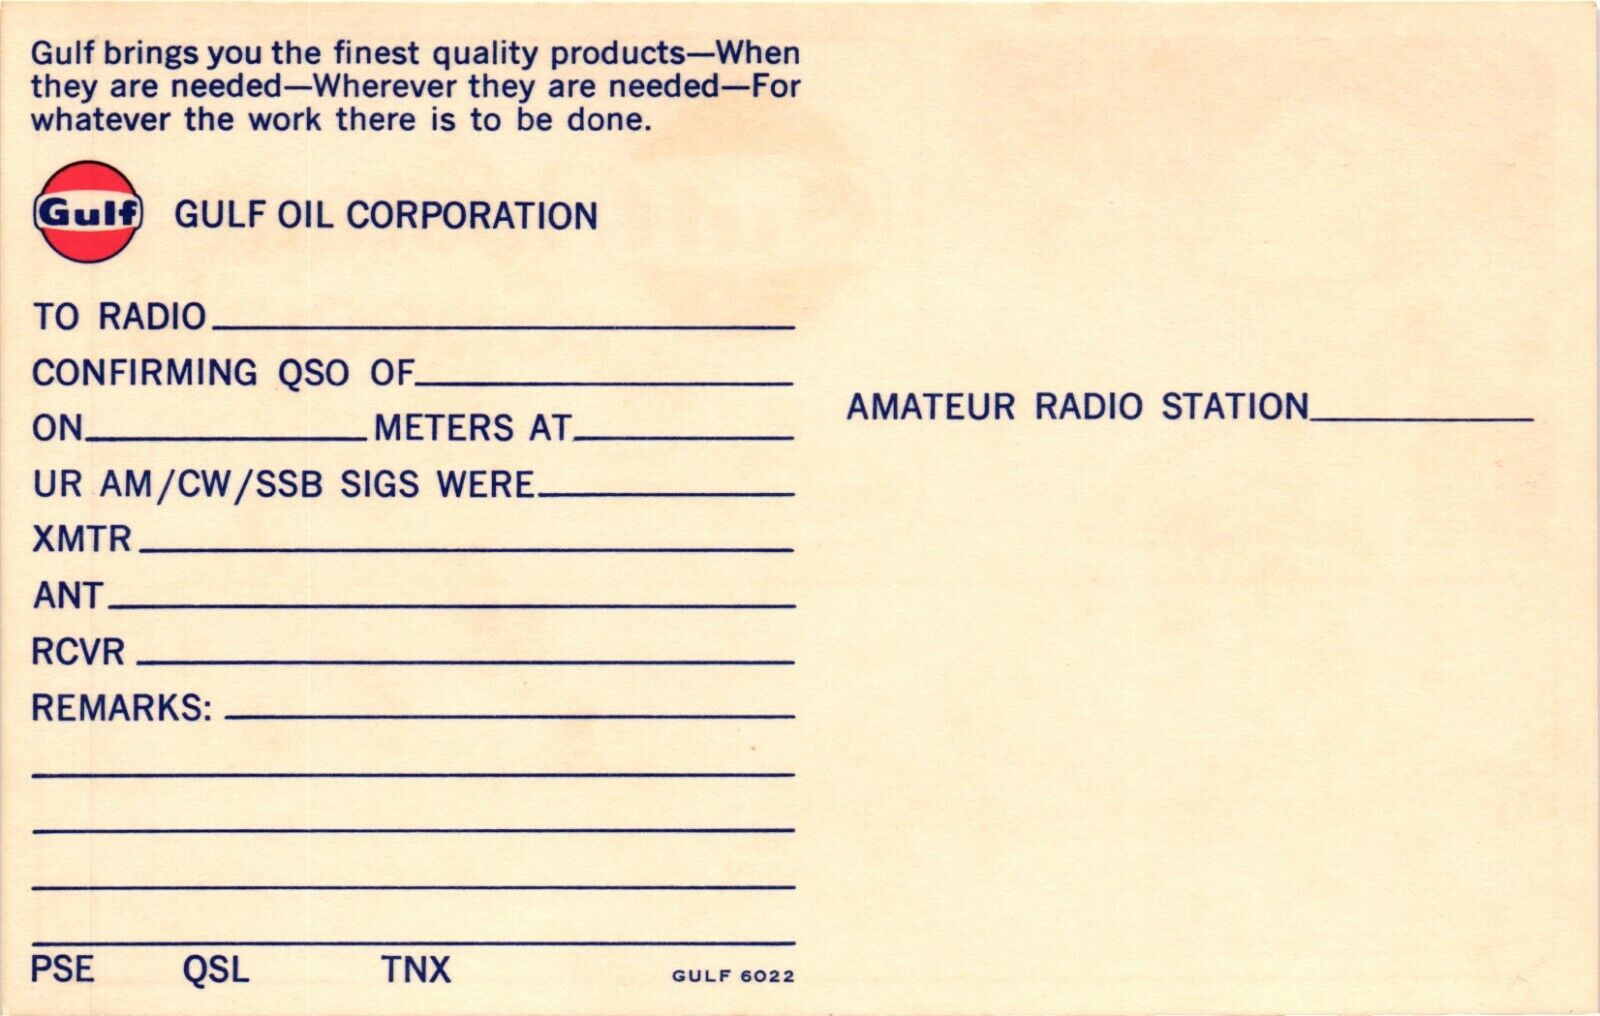 Gulf brings you the finest quality products—When
they are needed—Wherever they are needed—For
whatever the work there is to be done.
Gulf GULF OIL CORPORATION
TO RADIO
CONFIRMING QSO OF
ON METERS AT
UR AM/CW/SSB SIGS WERE
XMTR
ANT
RCVR
REMARKS:
PSE QSL TNX GULF 6022
AMATEUR RADIO STATION